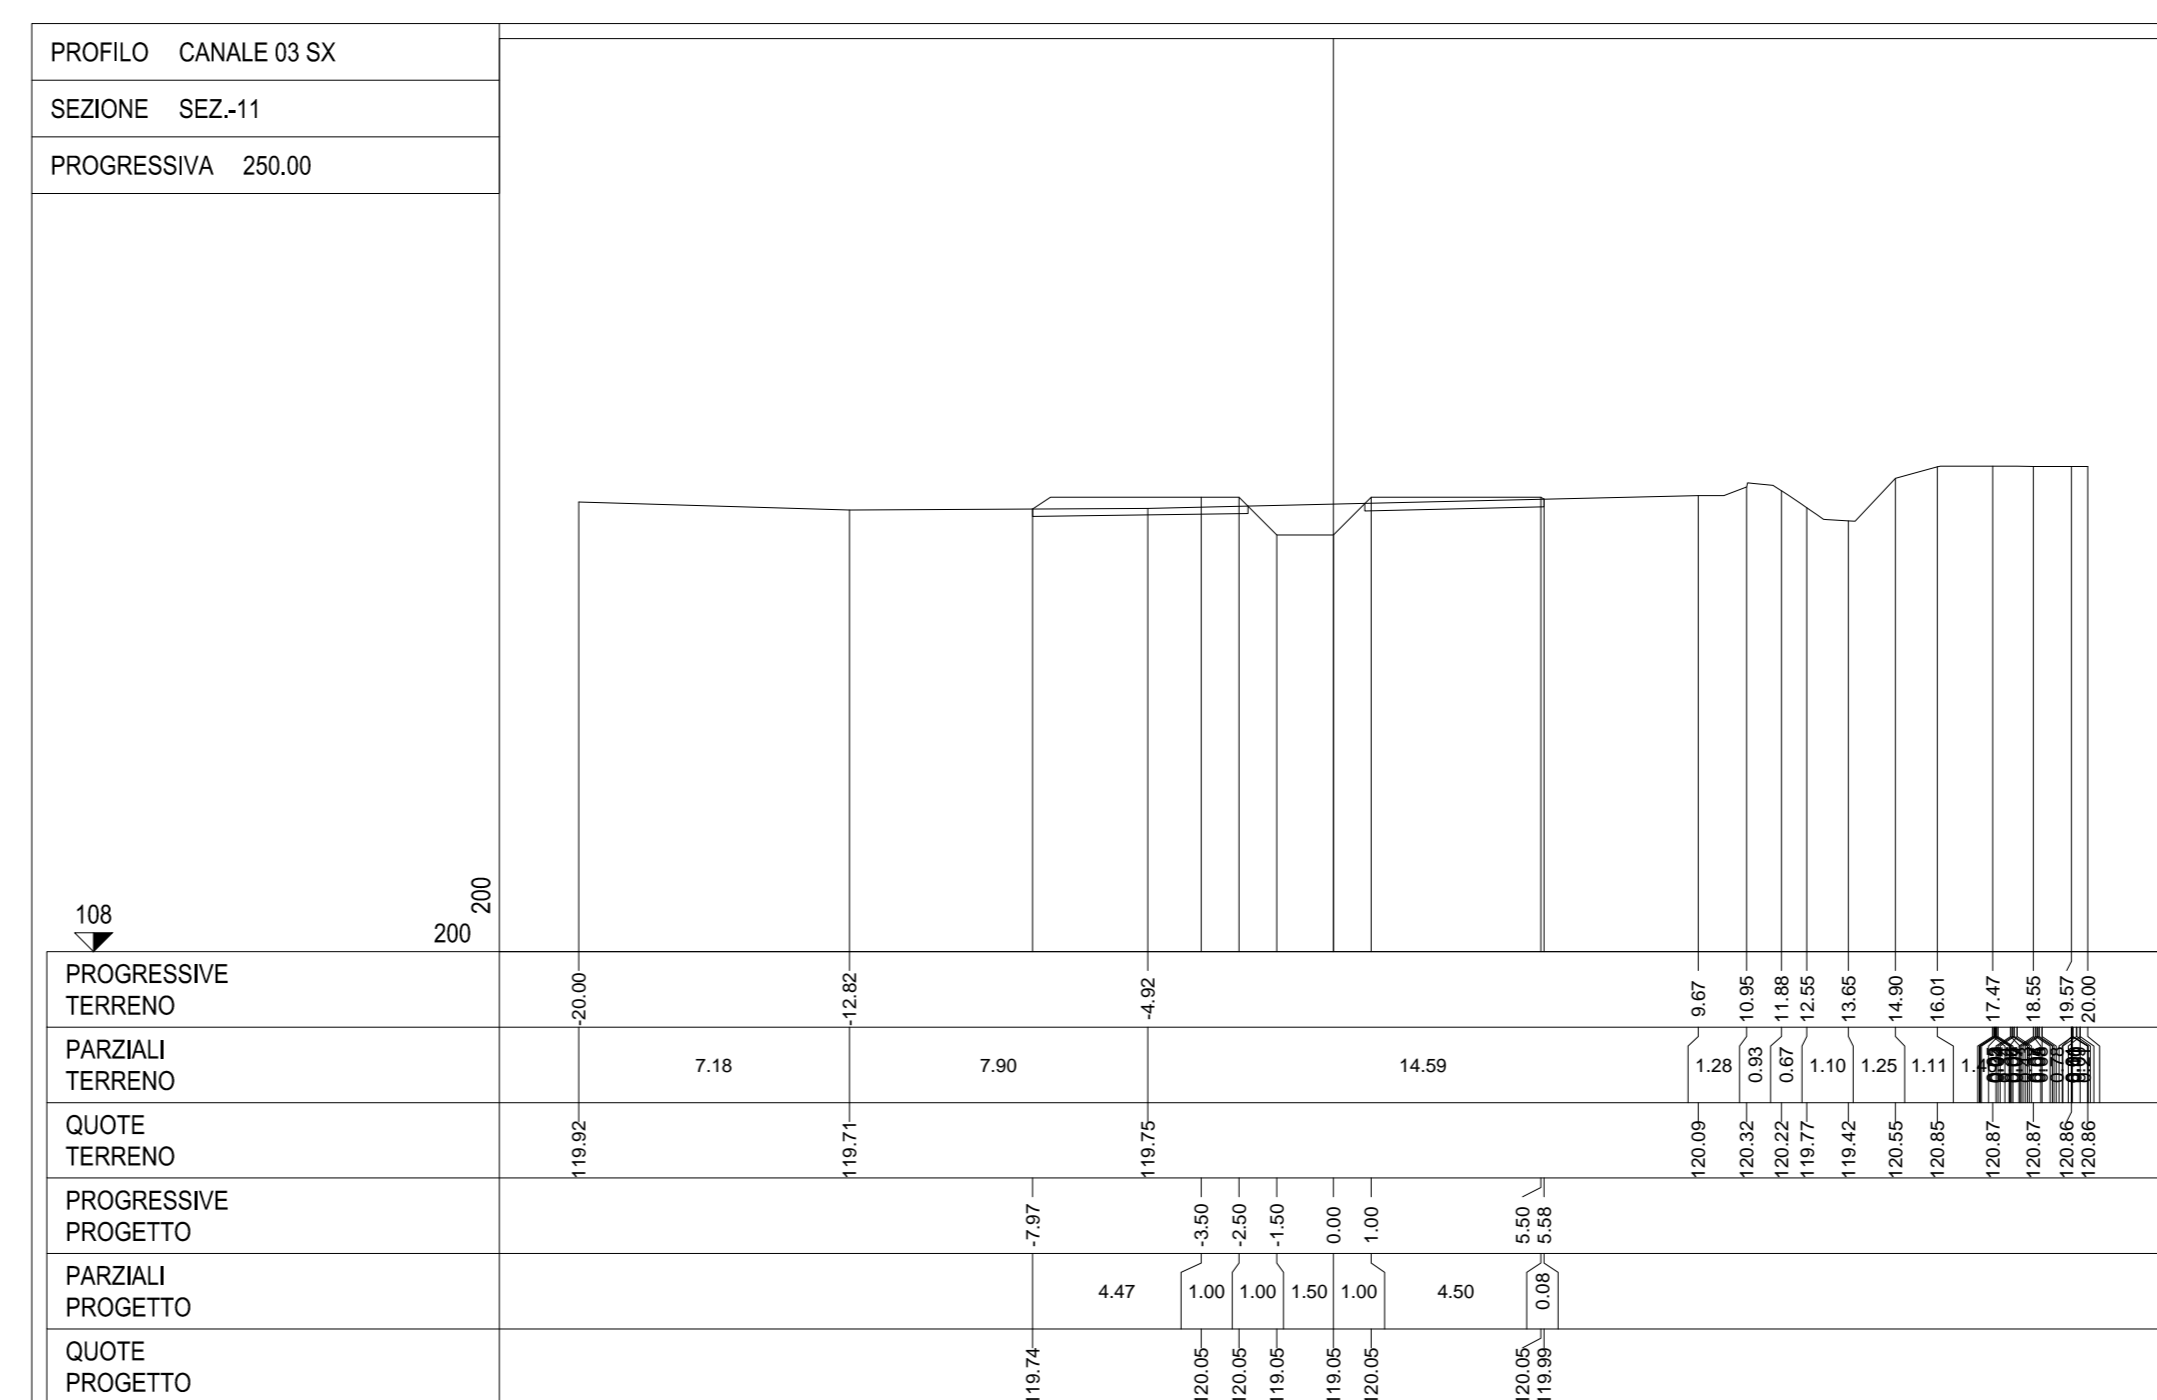 PROFILO CANALE 03 SX
SEZIONE SEZ.-11
PROGRESSIVA 250.00
200
108
200
PROGRESSIVE
TERRENO
-20.00 -12.82 -4.92 9.67 10.95 11.88 12.55 13.65 14.90 16.01 17.47 18.55 19.57 20.00
PARZIALI
TERRENO
7.18 7.90 14.59 1.28 0.93 0.67 1.10 1.25 1.11 0.78
QUOTE
TERRENO
119.92 119.71 119.75 120.09 120.32 120.22 119.77 119.42 120.55 120.85 120.87 120.87 120.86 120.86
PROGRESSIVE
PROGETTO
-7.97 -3.50 -2.50 -1.50 0.00 1.00 5.50 5.58
PARZIALI
PROGETTO
4.47 1.00 1.00 1.50 1.00 4.50 0.08
QUOTE
PROGETTO
119.74 120.05 120.05 119.05 119.05 120.05 120.05 119.99